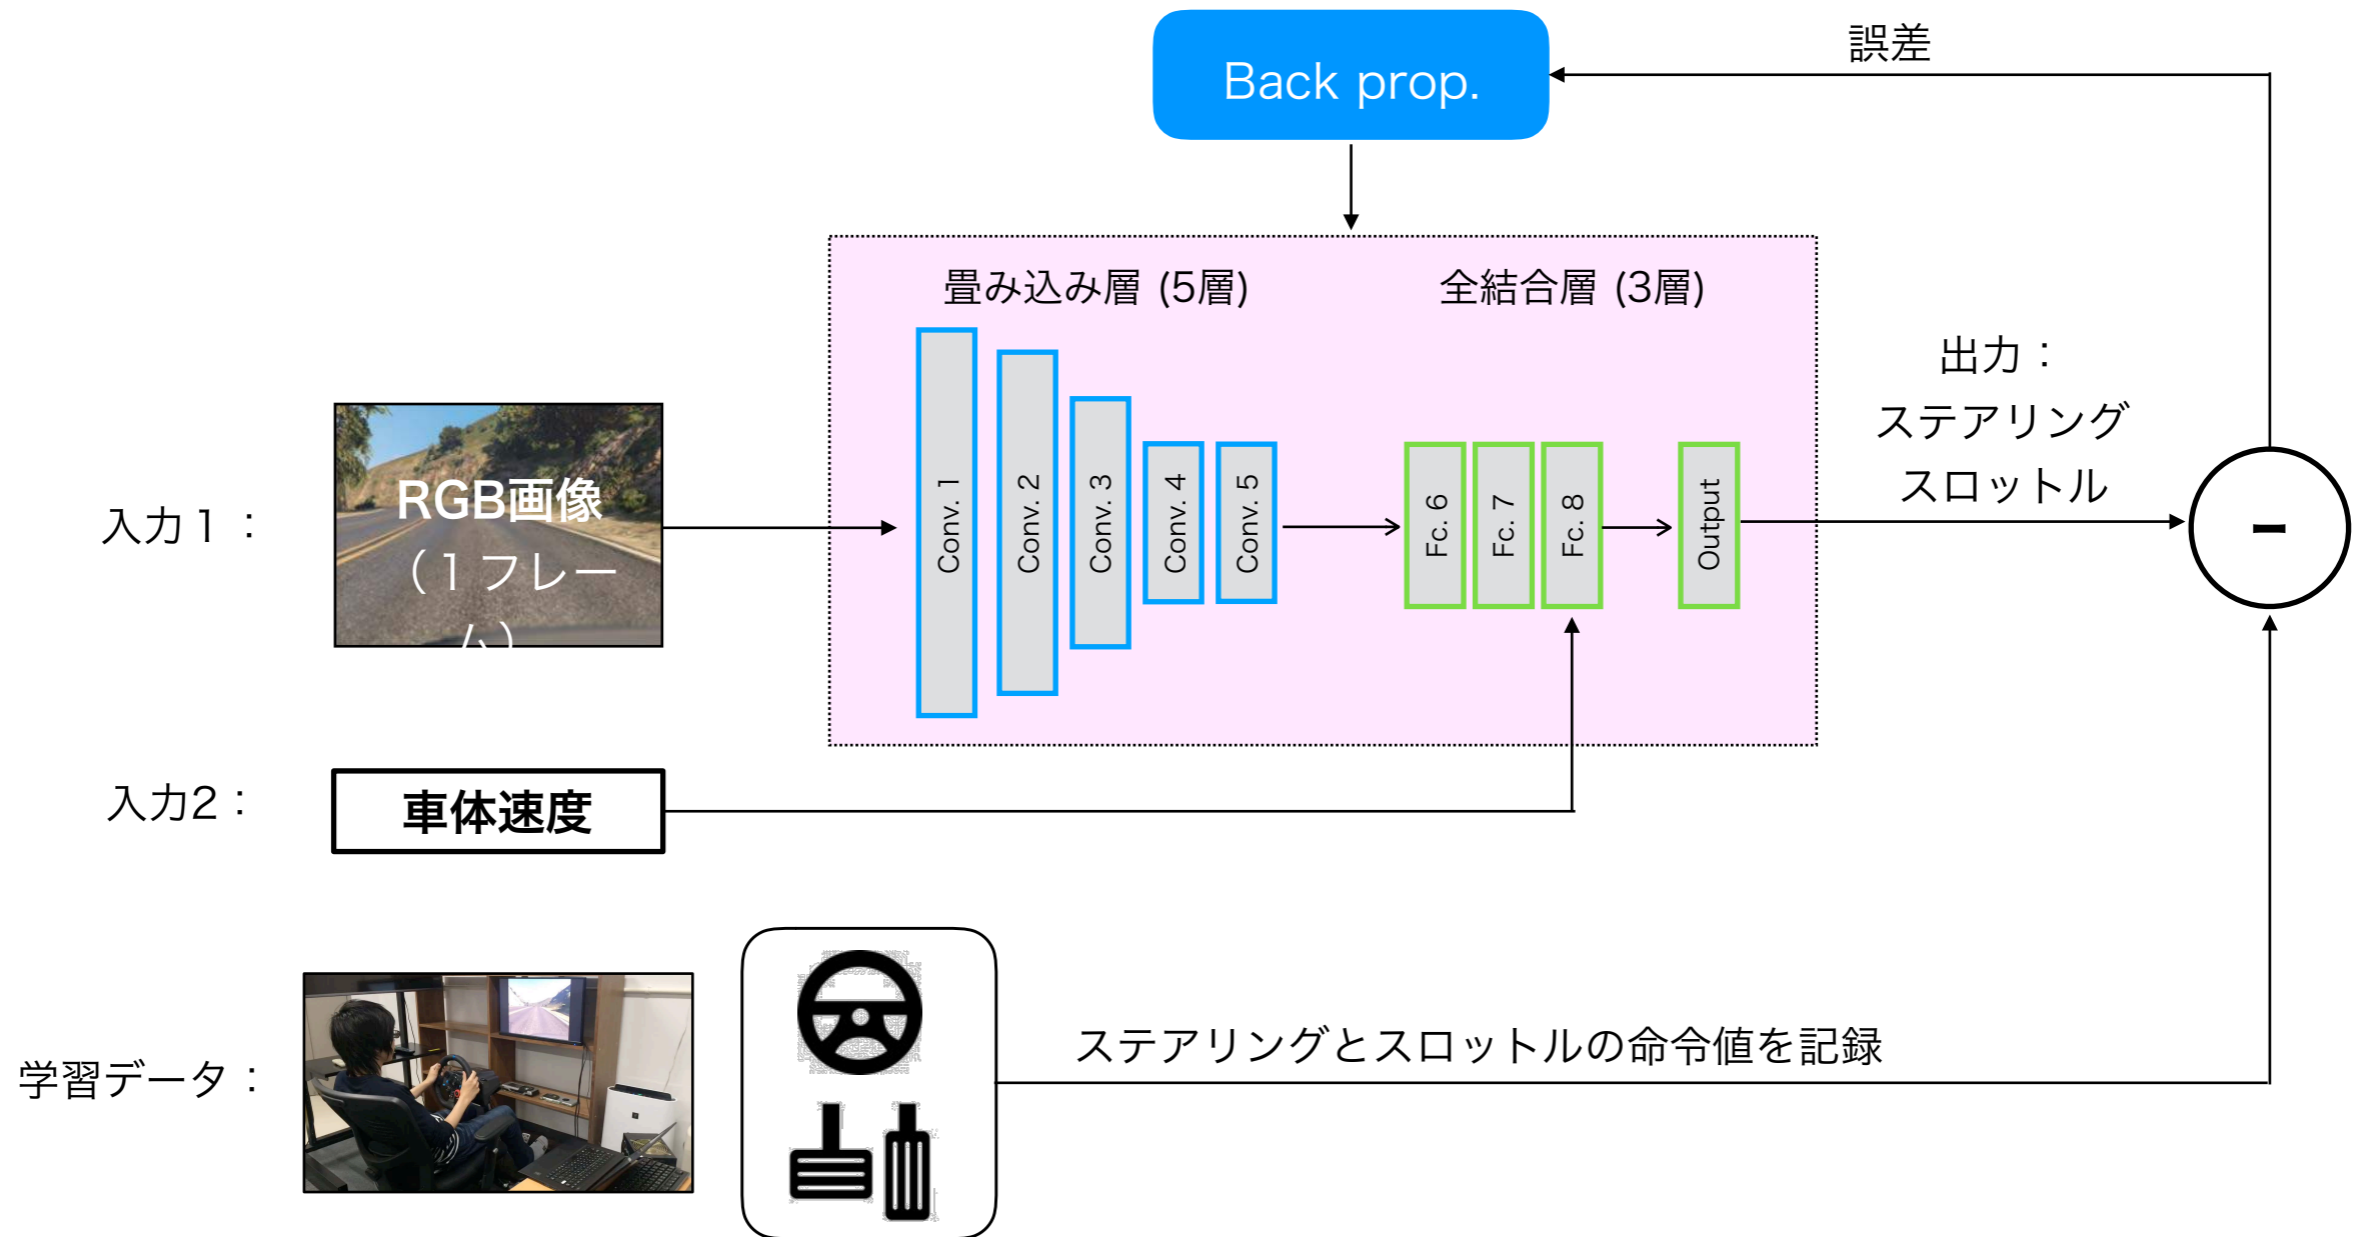 Back prop.
誤差
畳み込み層 (5層)
全結合層 (3層)
出力：
ステアリング
スロットル
入力１：
RGB画像
（１フレー
ム）
Conv. 1
Conv. 2
Conv. 3
Conv. 4
Conv. 5
Fc. 6
Fc. 7
Fc. 8
Output
−
入力2：
車体速度
学習データ：
ステアリングとスロットルの命令値を記録